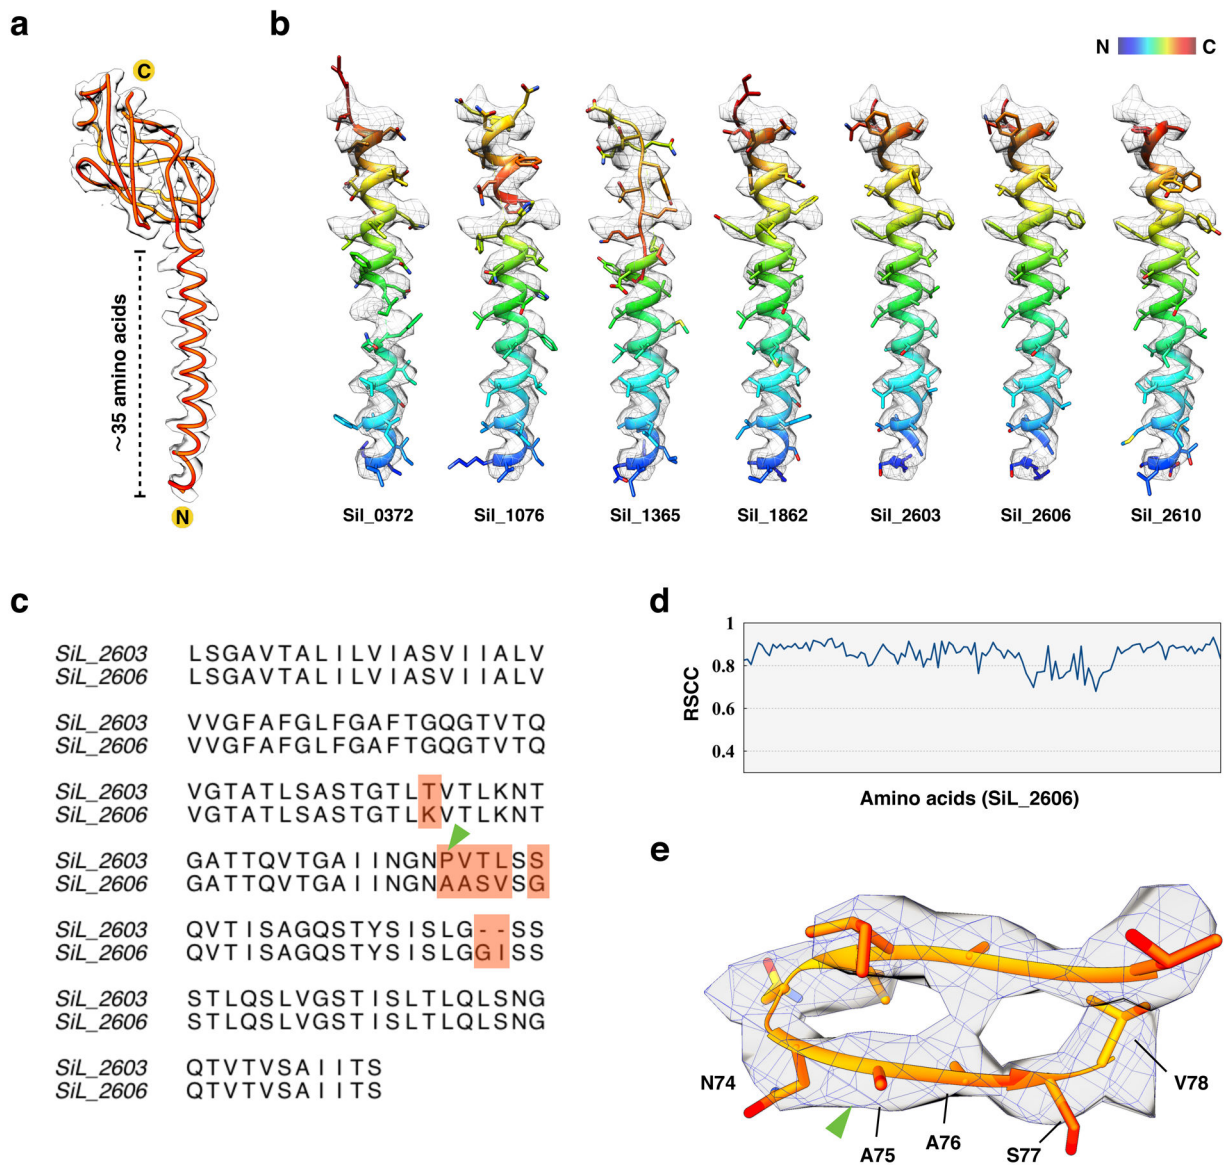 a
b
N C
C
~35 amino acids
N
Sil_0372
Sil_1076
Sil_1365
Sil_1862
Sil_2603
Sil_2606
Sil_2610
c
SiL_2603 LSGAVTALILVIASVIIALV
SiL_2606 LSGAVTALILVIASVIIALV
SiL_2603 VVGFAFGLFGAFTGQGTVTQ
SiL_2606 VVGFAFGLFGAFTGQGTVTQ
SiL_2603 VGTATLSASTGTLTVTLKNT
SiL_2606 VGTATLSASTGTLKVTLKNT
SiL_2603 GATTQVTGAIINGNPVTLSS
SiL_2606 GATTQVTGAIINGNAASVSG
SiL_2603 QVTISAGQSTYSISLG--SS
SiL_2606 QVTISAGQSTYSISLGGISS
SiL_2603 STLQSLVGSTISLTLQLSNG
SiL_2606 STLQSLVGSTISLTLQLSNG
SiL_2603 QTVTVSAIITS
SiL_2606 QTVTVSAIITS
d
1
0.8
0.6
0.4
RSCC
Amino acids (SiL_2606)
e
N74
A75
A76
S77
V78